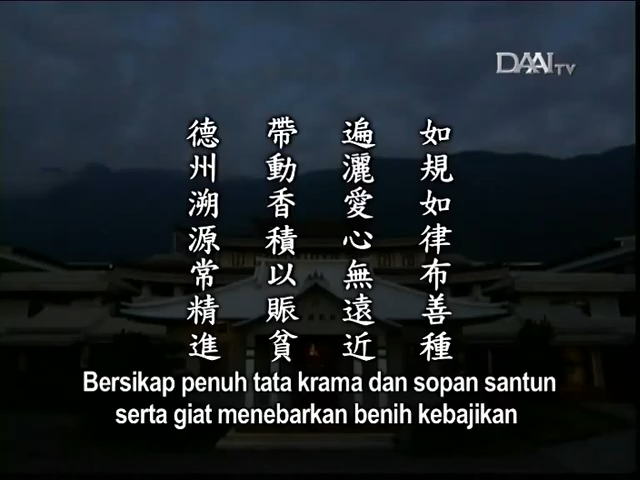 DAAI TV
如規如律布善種
遍灑愛心無遠近
帶動香積以賑貧
德州溯源常精進
Bersikap penuh tata krama dan sopan santun
serta giat menebarkan benih kebajikan